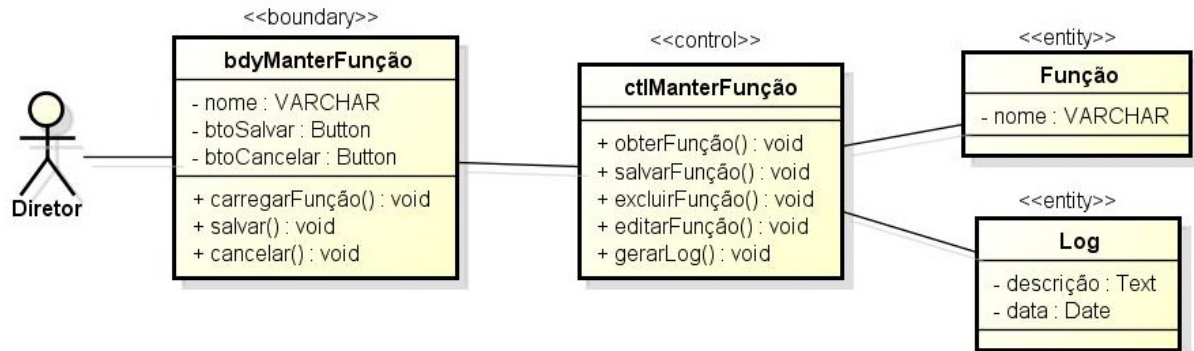 <<boundary>>
bdyManterFunção
- nome : VARCHAR
- btoSalvar : Button
- btoCancelar : Button
+ carregarFunção() : void
+ salvar() : void
+ cancelar() : void
Diretor
<<control>>
ctlManterFunção
+ obterFunção() : void
+ salvarFunção() : void
+ excluirFunção() : void
+ editarFunção() : void
+ gerarLog() : void
<<entity>>
Função
- nome : VARCHAR
<<entity>>
Log
- descrição : Text
- data : Date